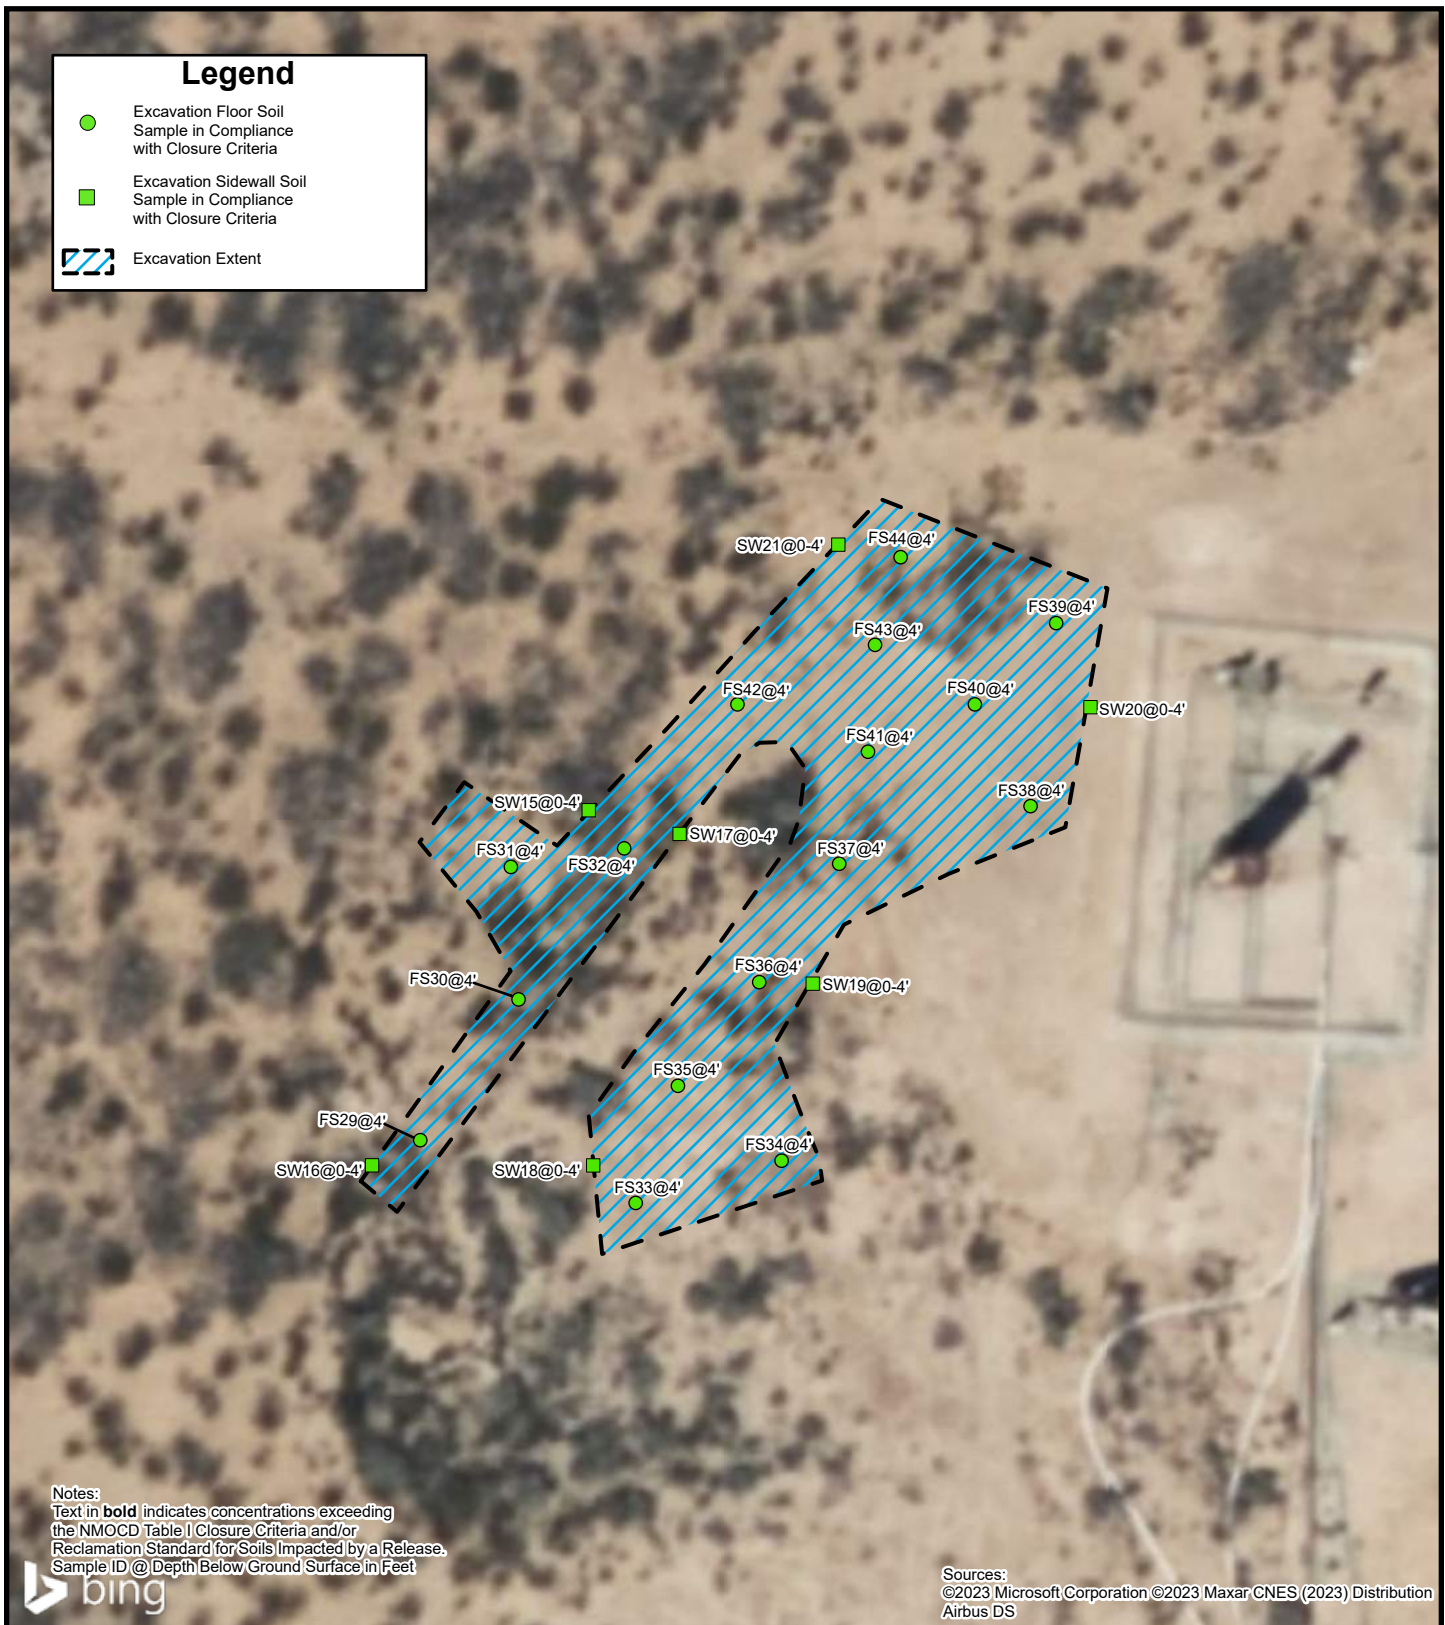 Legend
Excavation Floor Soil
Sample in Compliance
with Closure Criteria
Excavation Sidewall Soil
Sample in Compliance
with Closure Criteria
Excavation Extent
SW21@0-4'
FS44@4'
FS39@4'
FS43@4'
FS42@4'
FS40@4'
SW20@0-4'
FS41@4'
FS38@4'
SW15@0-4'
SW17@0-4'
FS31@4'
FS32@4'
FS37@4'
FS30@4'
FS36@4'
SW19@0-4'
FS35@4'
FS29@4'
FS34@4'
SW16@0-4'
SW18@0-4'
FS33@4'
Notes:
Text in bold indicates concentrations exceeding
the NMOCD Table I Closure Criteria and/or
Reclamation Standard for Soils Impacted by a Release.
Sample ID @ Depth Below Ground Surface in Feet
bing
Sources:
©2023 Microsoft Corporation ©2023 Maxar CNES (2023) Distribution
Airbus DS